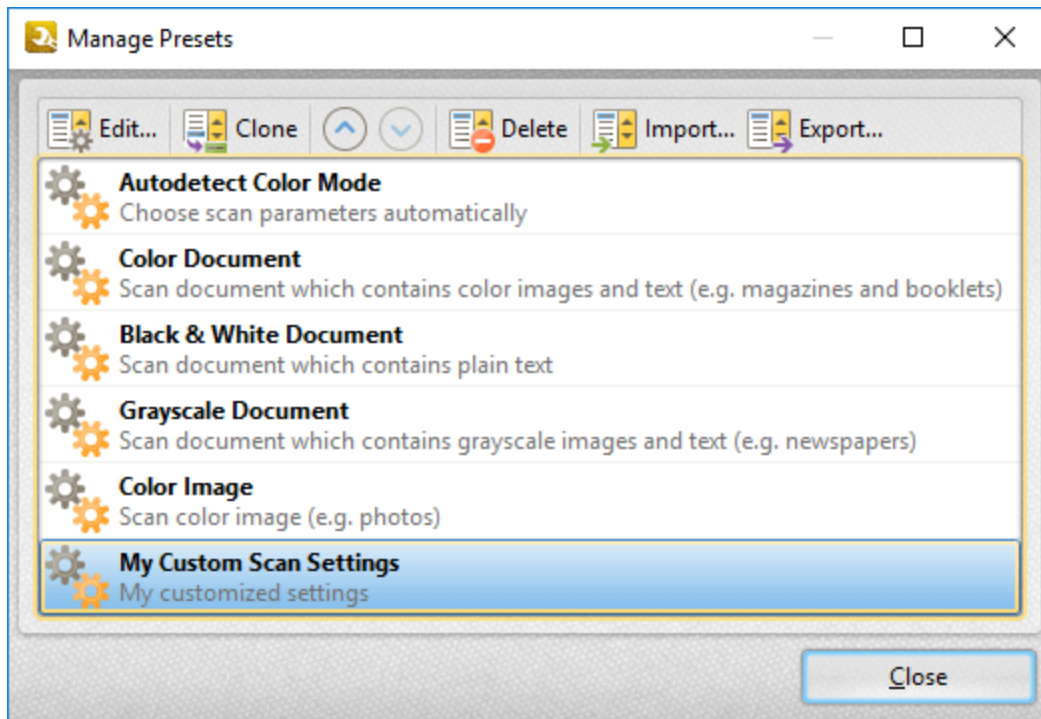 Manage Presets
Edit... Clone Delete Import... Export...
Autodetect Color Mode
Choose scan parameters automatically
Color Document
Scan document which contains color images and text (e.g. magazines and booklets)
Black & White Document
Scan document which contains plain text
Grayscale Document
Scan document which contains grayscale images and text (e.g. newspapers)
Color Image
Scan color image (e.g. photos)
My Custom Scan Settings
My customized settings
Close